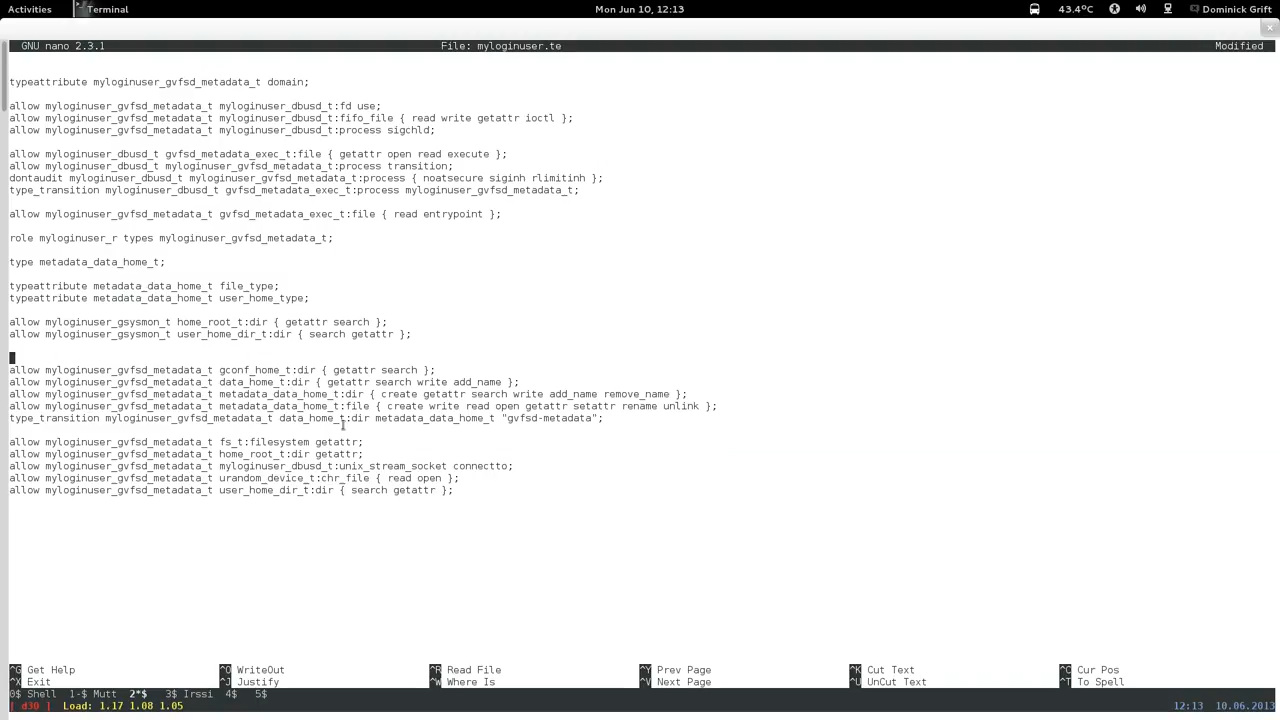 Activities Terminal Mon Jun 10, 12:13 43.4°C Dominick Grift
GNU nano 2.3.1 File: myloginuser.te Modified
typeattribute myloginuser_gvfsd_metadata_t domain;
allow myloginuser_gvfsd_metadata_t myloginuser_dbusd_t:fd use;
allow myloginuser_gvfsd_metadata_t myloginuser_dbusd_t:fifo_file { read write getattr ioctl };
allow myloginuser_gvfsd_metadata_t myloginuser_dbusd_t:process sigchld;
allow myloginuser_dbusd_t gvfsd_metadata_exec_t:file { getattr open read execute };
allow myloginuser_dbusd_t myloginuser_gvfsd_metadata_t:process transition;
dontaudit myloginuser_dbusd_t myloginuser_gvfsd_metadata_t:process { noatsecure siginh rlimitinh };
type_transition myloginuser_dbusd_t gvfsd_metadata_exec_t:process myloginuser_gvfsd_metadata_t;
allow myloginuser_gvfsd_metadata_t gvfsd_metadata_exec_t:file { read entrypoint };
role myloginuser_r types myloginuser_gvfsd_metadata_t;
type metadata_data_home_t;
typeattribute metadata_data_home_t file_type;
typeattribute metadata_data_home_t user_home_type;
allow myloginuser_gsysmon_t home_root_t:dir { getattr search };
allow myloginuser_gsysmon_t user_home_dir_t:dir { search getattr };
allow myloginuser_gvfsd_metadata_t gconf_home_t:dir { getattr search };
allow myloginuser_gvfsd_metadata_t data_home_t:dir { getattr search write add_name };
allow myloginuser_gvfsd_metadata_t metadata_data_home_t:dir { create getattr search write add_name remove_name };
allow myloginuser_gvfsd_metadata_t metadata_data_home_t:file { create write read open getattr setattr rename unlink };
type_transition myloginuser_gvfsd_metadata_t data_home_t:dir metadata_data_home_t "gvfsd-metadata";
allow myloginuser_gvfsd_metadata_t fs_t:filesystem getattr;
allow myloginuser_gvfsd_metadata_t home_root_t:dir getattr;
allow myloginuser_gvfsd_metadata_t myloginuser_dbusd_t:unix_stream_socket connectto;
allow myloginuser_gvfsd_metadata_t urandom_device_t:chr_file { read open };
allow myloginuser_gvfsd_metadata_t user_home_dir_t:dir { search getattr };
^G Get Help ^O WriteOut ^R Read File ^Y Prev Page ^K Cut Text ^C Cur Pos
^X Exit ^J Justify ^W Where Is ^V Next Page ^U UnCut Text ^T To Spell
0$ Shell 1-$ Mutt 2*$ 3$ Irssi 4$ 5$
[ d30 ] Load: 1.17 1.08 1.05 12:13 10.06.2013